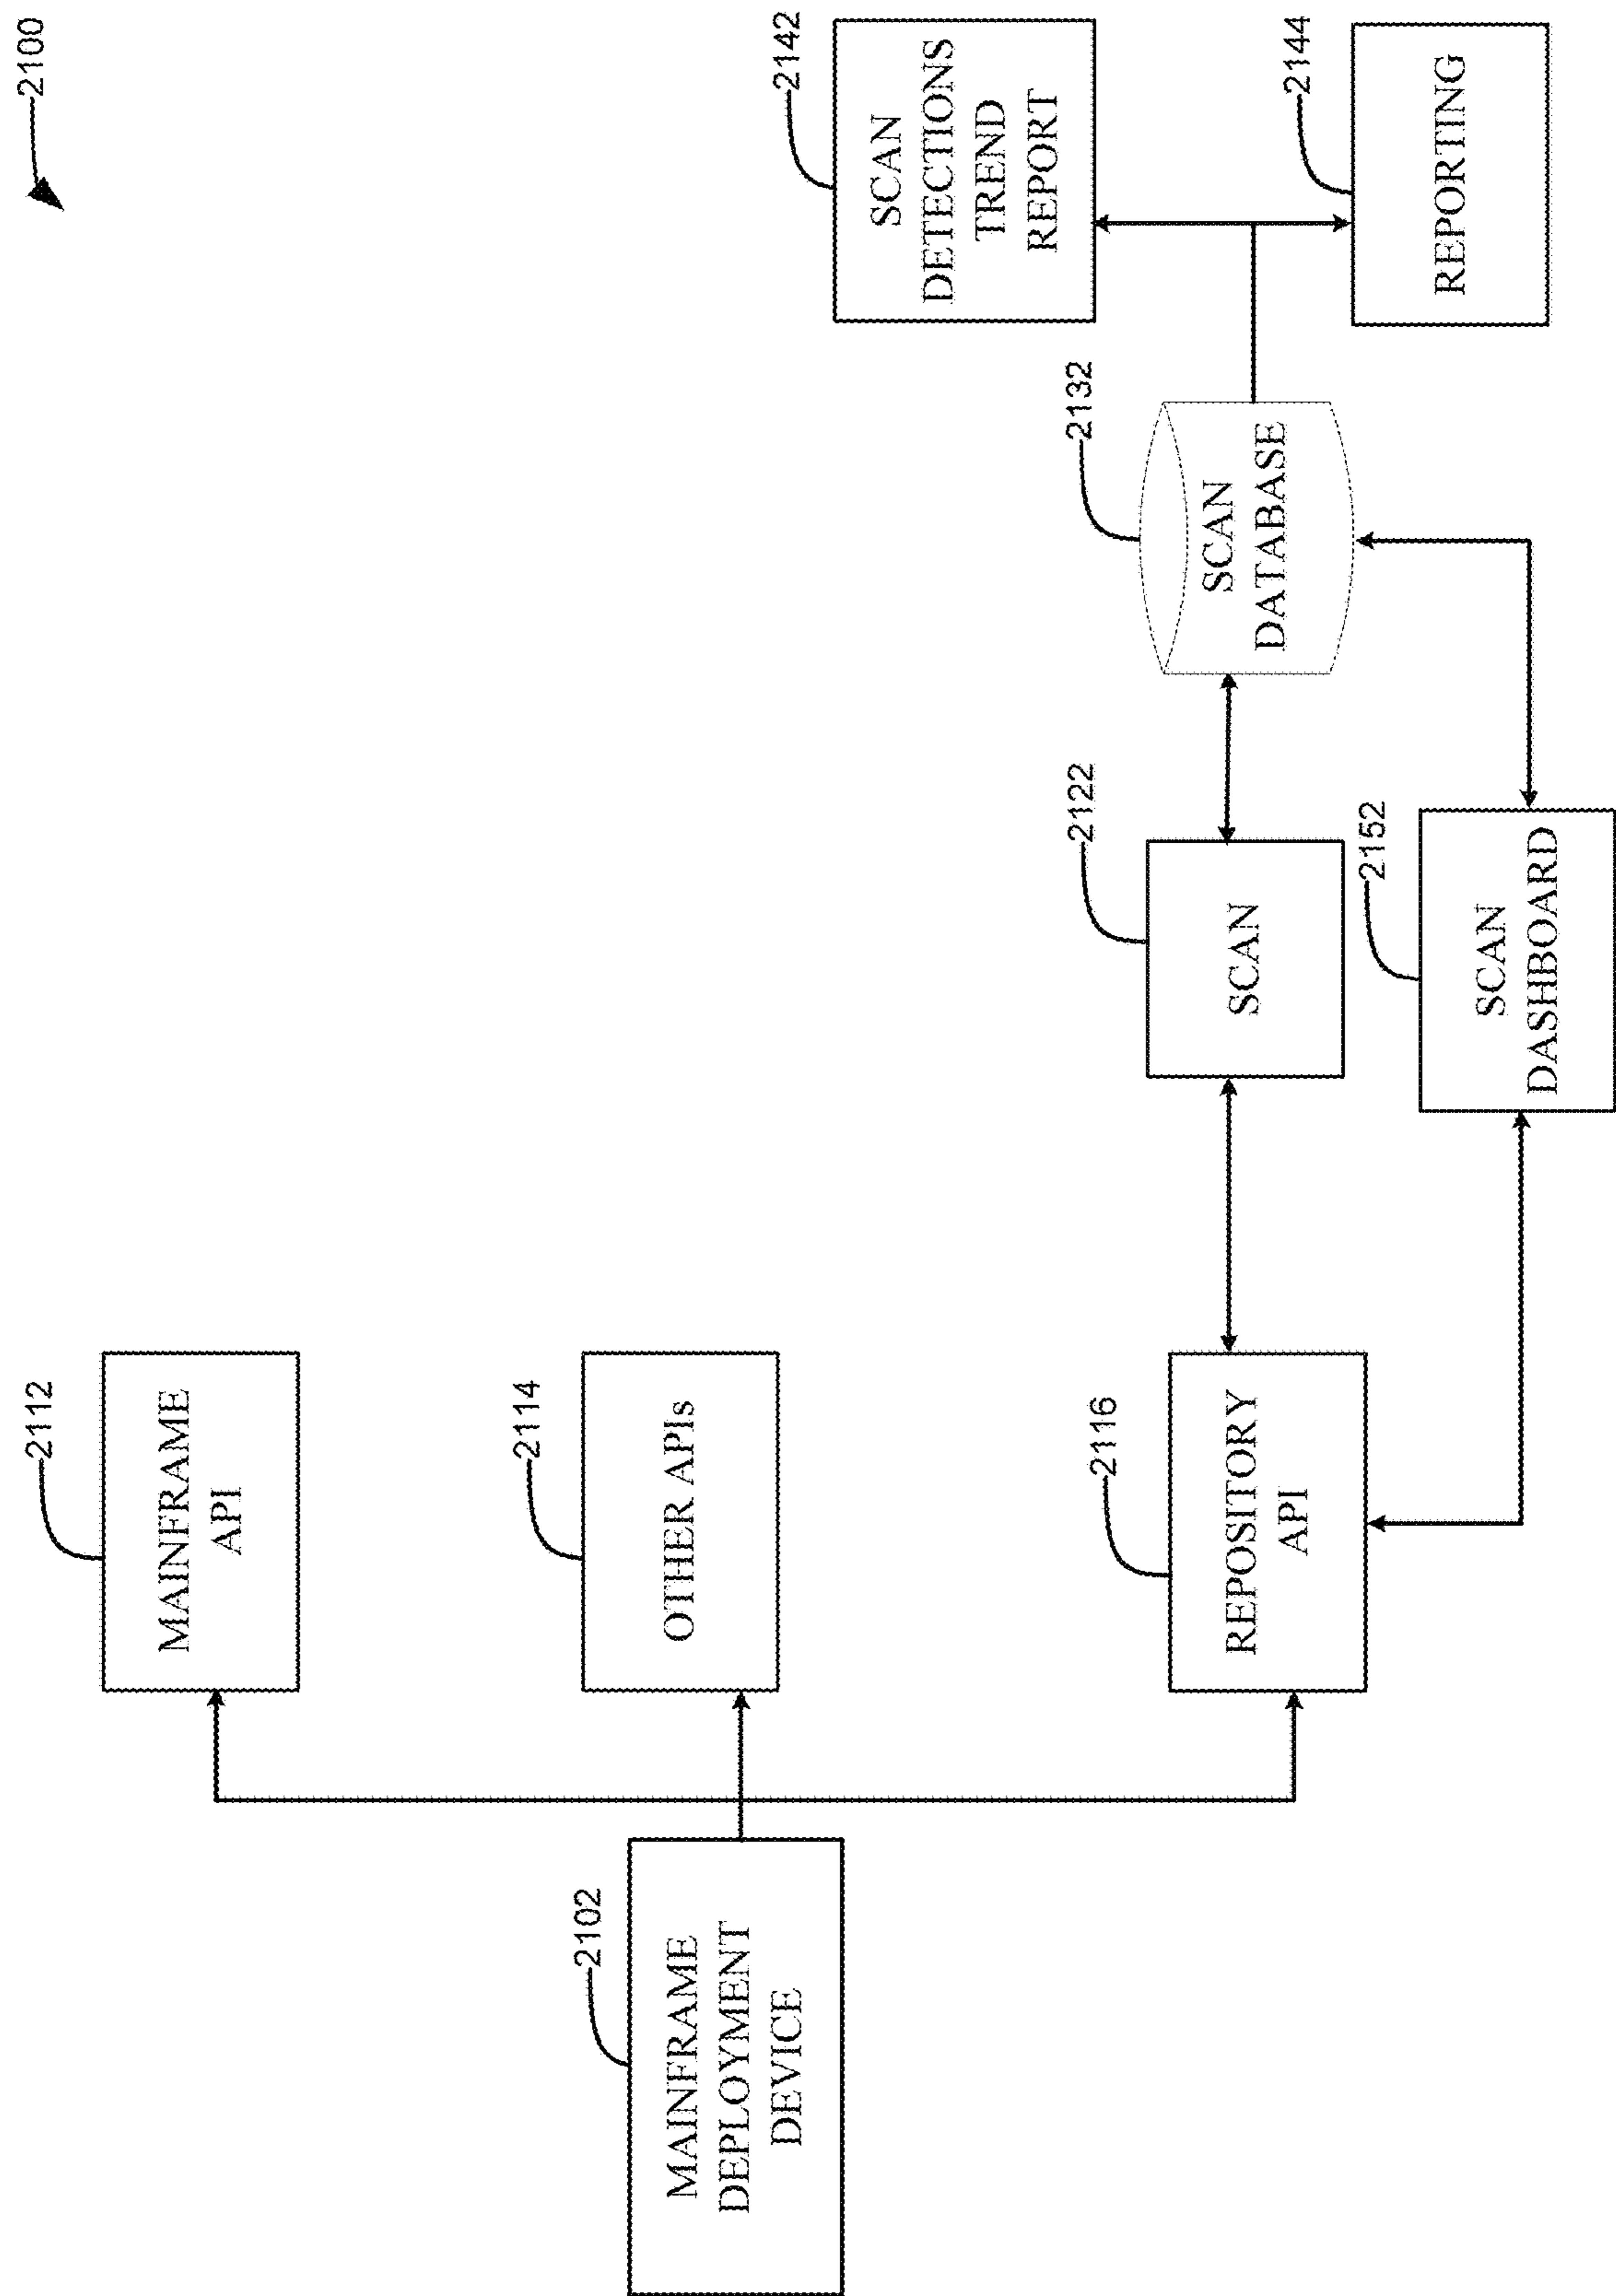 2100
2112
MAINFRAME
API
2102
MAINFRAME
DEPLOYMENT
DEVICE
2114
OTHER APIs
2116
REPOSITORY
API
2122
SCAN
2152
SCAN
DASHBOARD
2132
SCAN
DATABASE
2142
SCAN
DETECTIONS
TREND
REPORT
2144
REPORTING